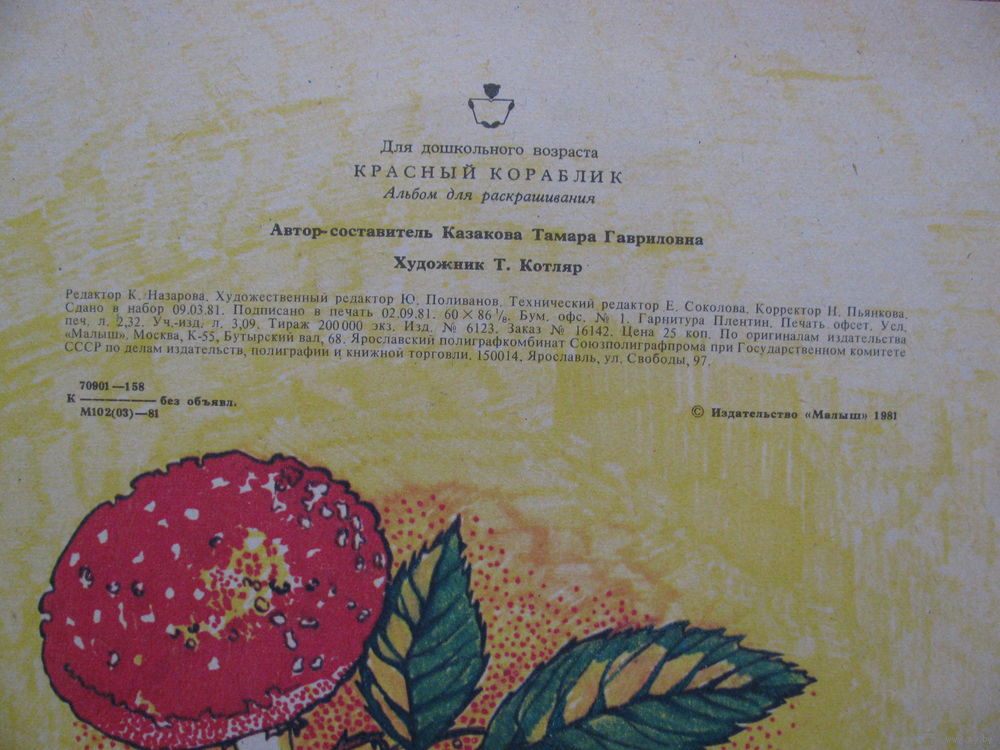 Для дошкольного возраста
КРАСНЫЙ КОРАБЛИК
Альбом для раскрашивания
Автор-составитель Казакова Тамара Гавриловна
Художник Т. Котляр
Редактор К. Назарова. Художественный редактор Ю. Поливанов. Технический редактор Е. Соколова. Корректор Н. Пьянкова.
Сдано в набор 09.03.81. Подписано в печать 02.09.81. 60 × 86 ¹/₈. Бум. офс. № 1. Гарнитура Плентин. Печать офсет. Усл.
печ. л. 2,32. Уч.-изд. л. 3,09. Тираж 200 000 экз. Изд. № 6123. Заказ № 16142. Цена 25 коп. По оригиналам издательства
«Малыш». Москва, К-55, Бутырский вал, 68. Ярославский полиграфкомбинат Союзполиграфпрома при Государственном комитете
СССР по делам издательств, полиграфии и книжной торговли. 150014, Ярославль, ул. Свободы, 97.
70901—158
К ———— без объявл.
М102(03)—81
© Издательство «Малыш» 1981